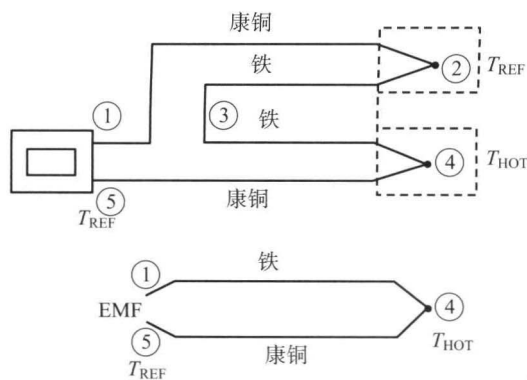 康铜
铁
②
T_REF
①
③
铁
④
T_HOT
⑤
T_REF
康铜
①
铁
EMF
④
⑤
T_HOT
T_REF
康铜